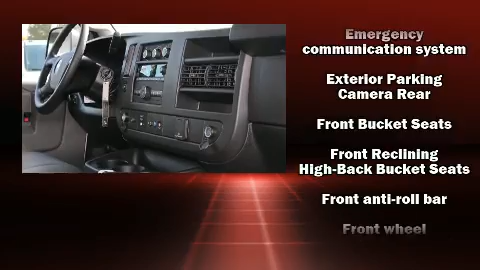 Emergency
communication system
Exterior Parking
Camera Rear
Front Bucket Seats
Front Reclining
High-Back Bucket Seats
Front anti-roll bar
Front wheel